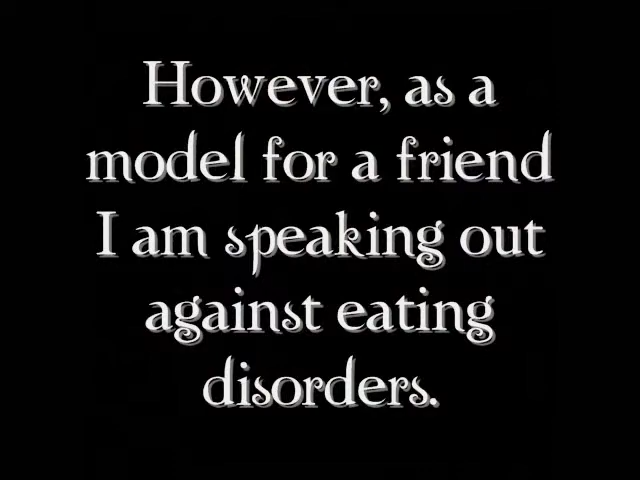 However, as a
model for a friend
I am speaking out
against eating
disorders.